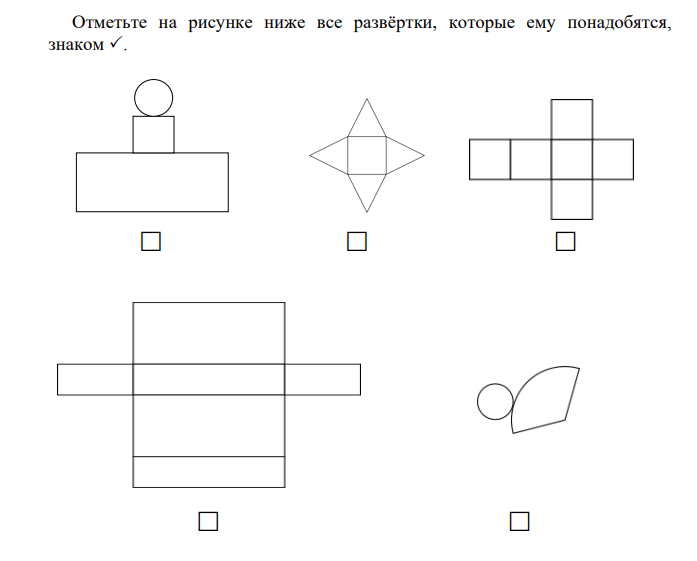 Отметьте на рисунке ниже все развёртки, которые ему понадобятся,
знаком ✓.